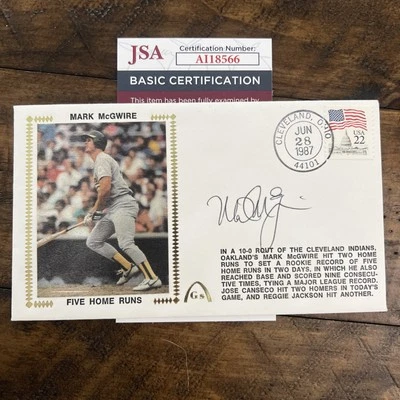 JSA
Certification Number:
AI18566
BASIC CERTIFICATION
This item has been fully examined by
MARK McGWIRE
FIVE HOME RUNS
CLEVELAND, OHIO
JUN
28
1987
44101
USA
22
Mark McGwire
Gs
IN A 10-0 ROUT OF THE CLEVELAND INDIANS,
OAKLAND'S MARK McGWIRE HIT TWO HOME
RUNS TO SET A ROOKIE RECORD OF FIVE
HOME RUNS IN TWO DAYS, IN WHICH HE ALSO
REACHED BASE AND SCORED NINE CONSECU-
TIVE TIMES, TYING A MAJOR LEAGUE RECORD.
JOSE CANSECO HIT TWO HOMERS IN TODAY'S
GAME, AND REGGIE JACKSON HIT ANOTHER.